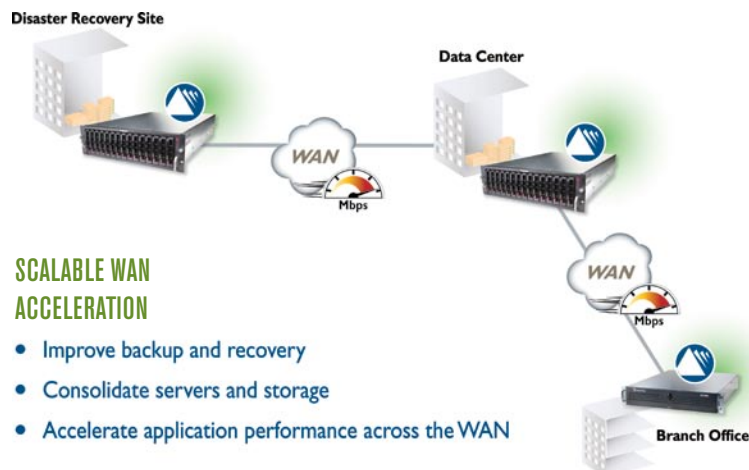 Disaster Recovery Site
Data Center
WAN
Mbps
WAN
Mbps
Branch Office
SCALABLE WAN
ACCELERATION
• Improve backup and recovery
• Consolidate servers and storage
• Accelerate application performance across the WAN